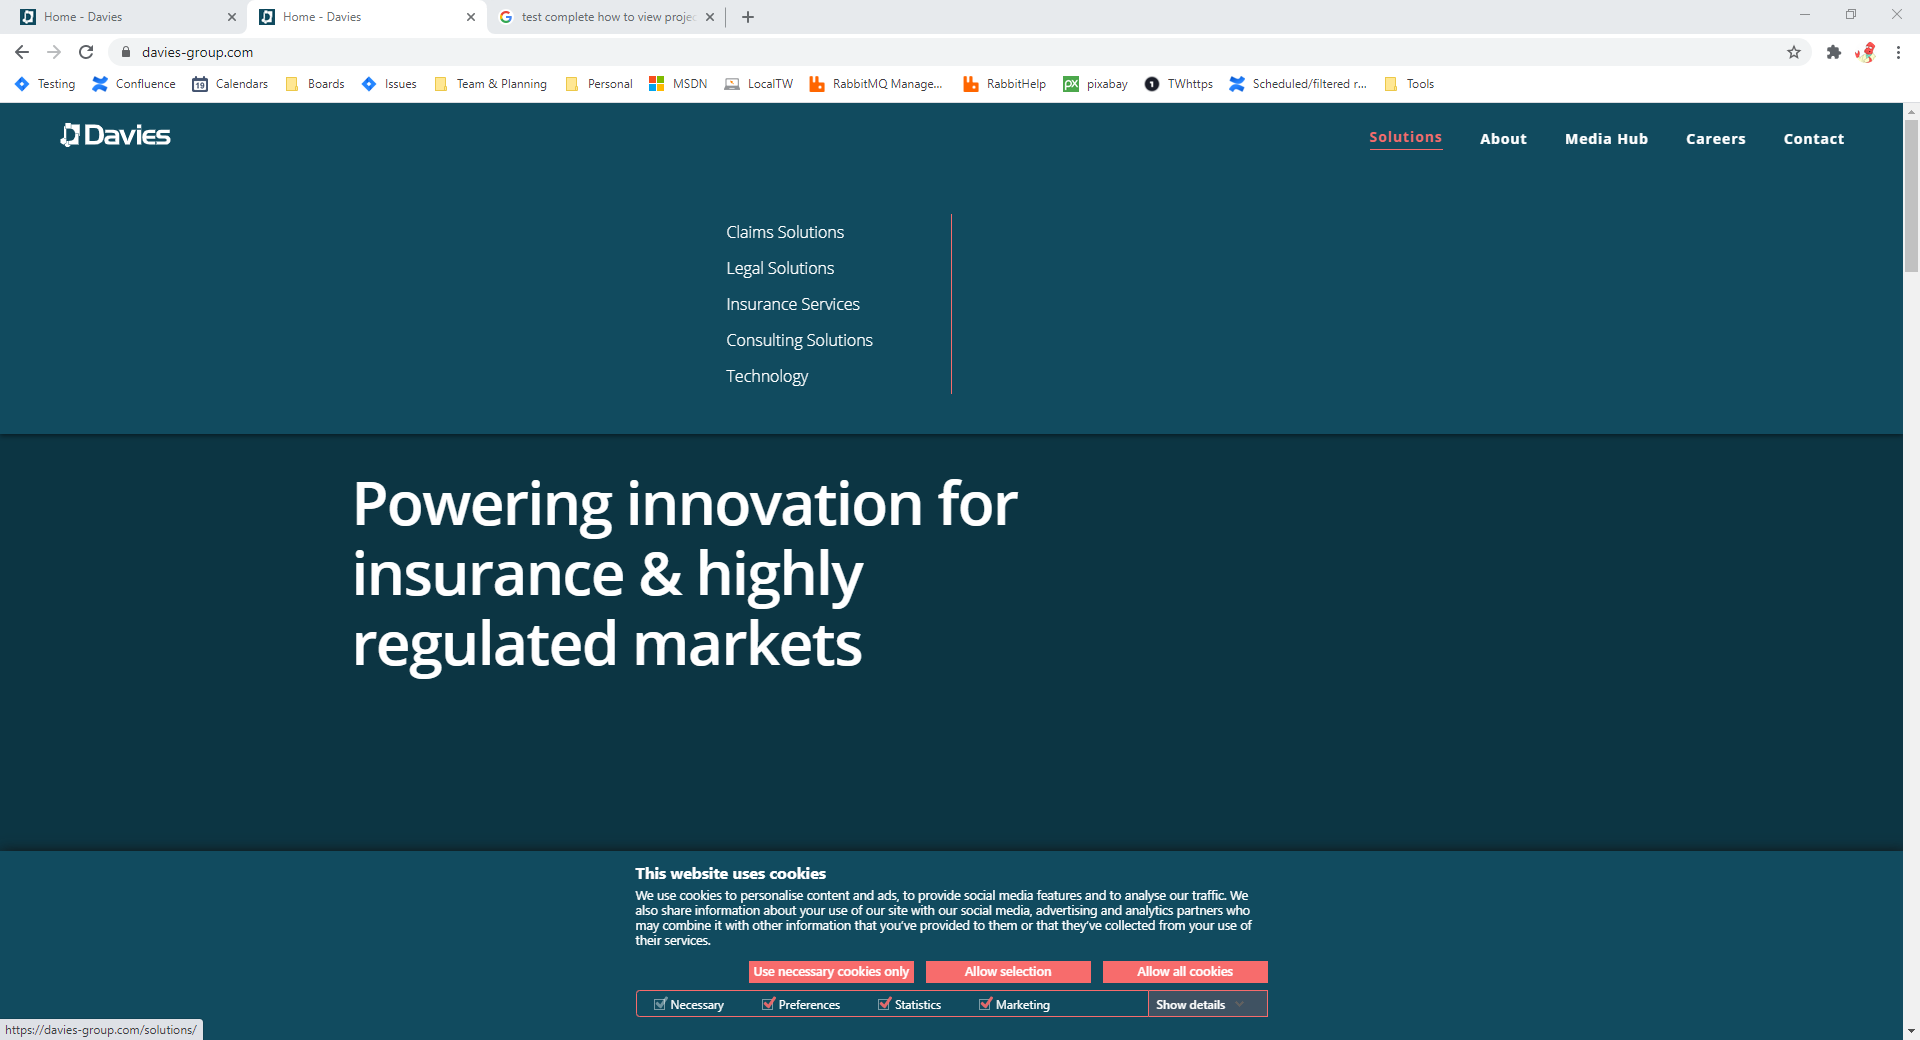 Home - Davies
Home - Davies
test complete how to view projec
davies-group.com
Testing
Confluence
19
Calendars
Boards
Issues
Team & Planning
Personal
MSDN
LocalTW
RabbitMQ Manage...
RabbitHelp
px
pixabay
1
TWhttps
Scheduled/filtered r...
Tools
Davies
Solutions
About
Media Hub
Careers
Contact
Claims Solutions
Legal Solutions
Insurance Services
Consulting Solutions
Technology
Powering innovation for
insurance & highly
regulated markets
This website uses cookies
We use cookies to personalise content and ads, to provide social media features and to analyse our traffic. We
also share information about your use of our site with our social media, advertising and analytics partners who
may combine it with other information that you've provided to them or that they've collected from your use of
their services.
Use necessary cookies only
Allow selection
Allow all cookies
Necessary
Preferences
Statistics
Marketing
Show details
https://davies-group.com/solutions/